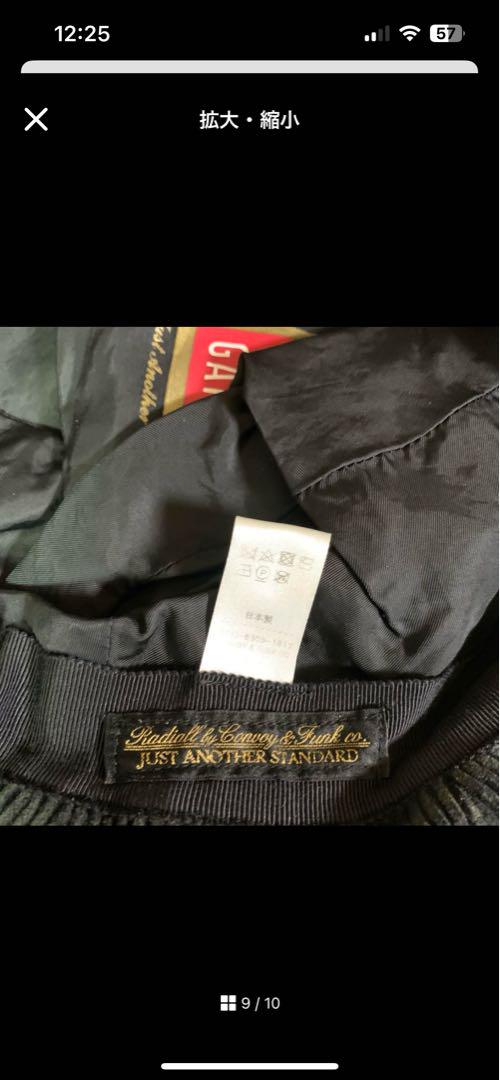 12:25
57
拡大・縮小
Just Another
GA
日本製
Radiall by Convoy & Funk co.
JUST ANOTHER STANDARD
9 / 10